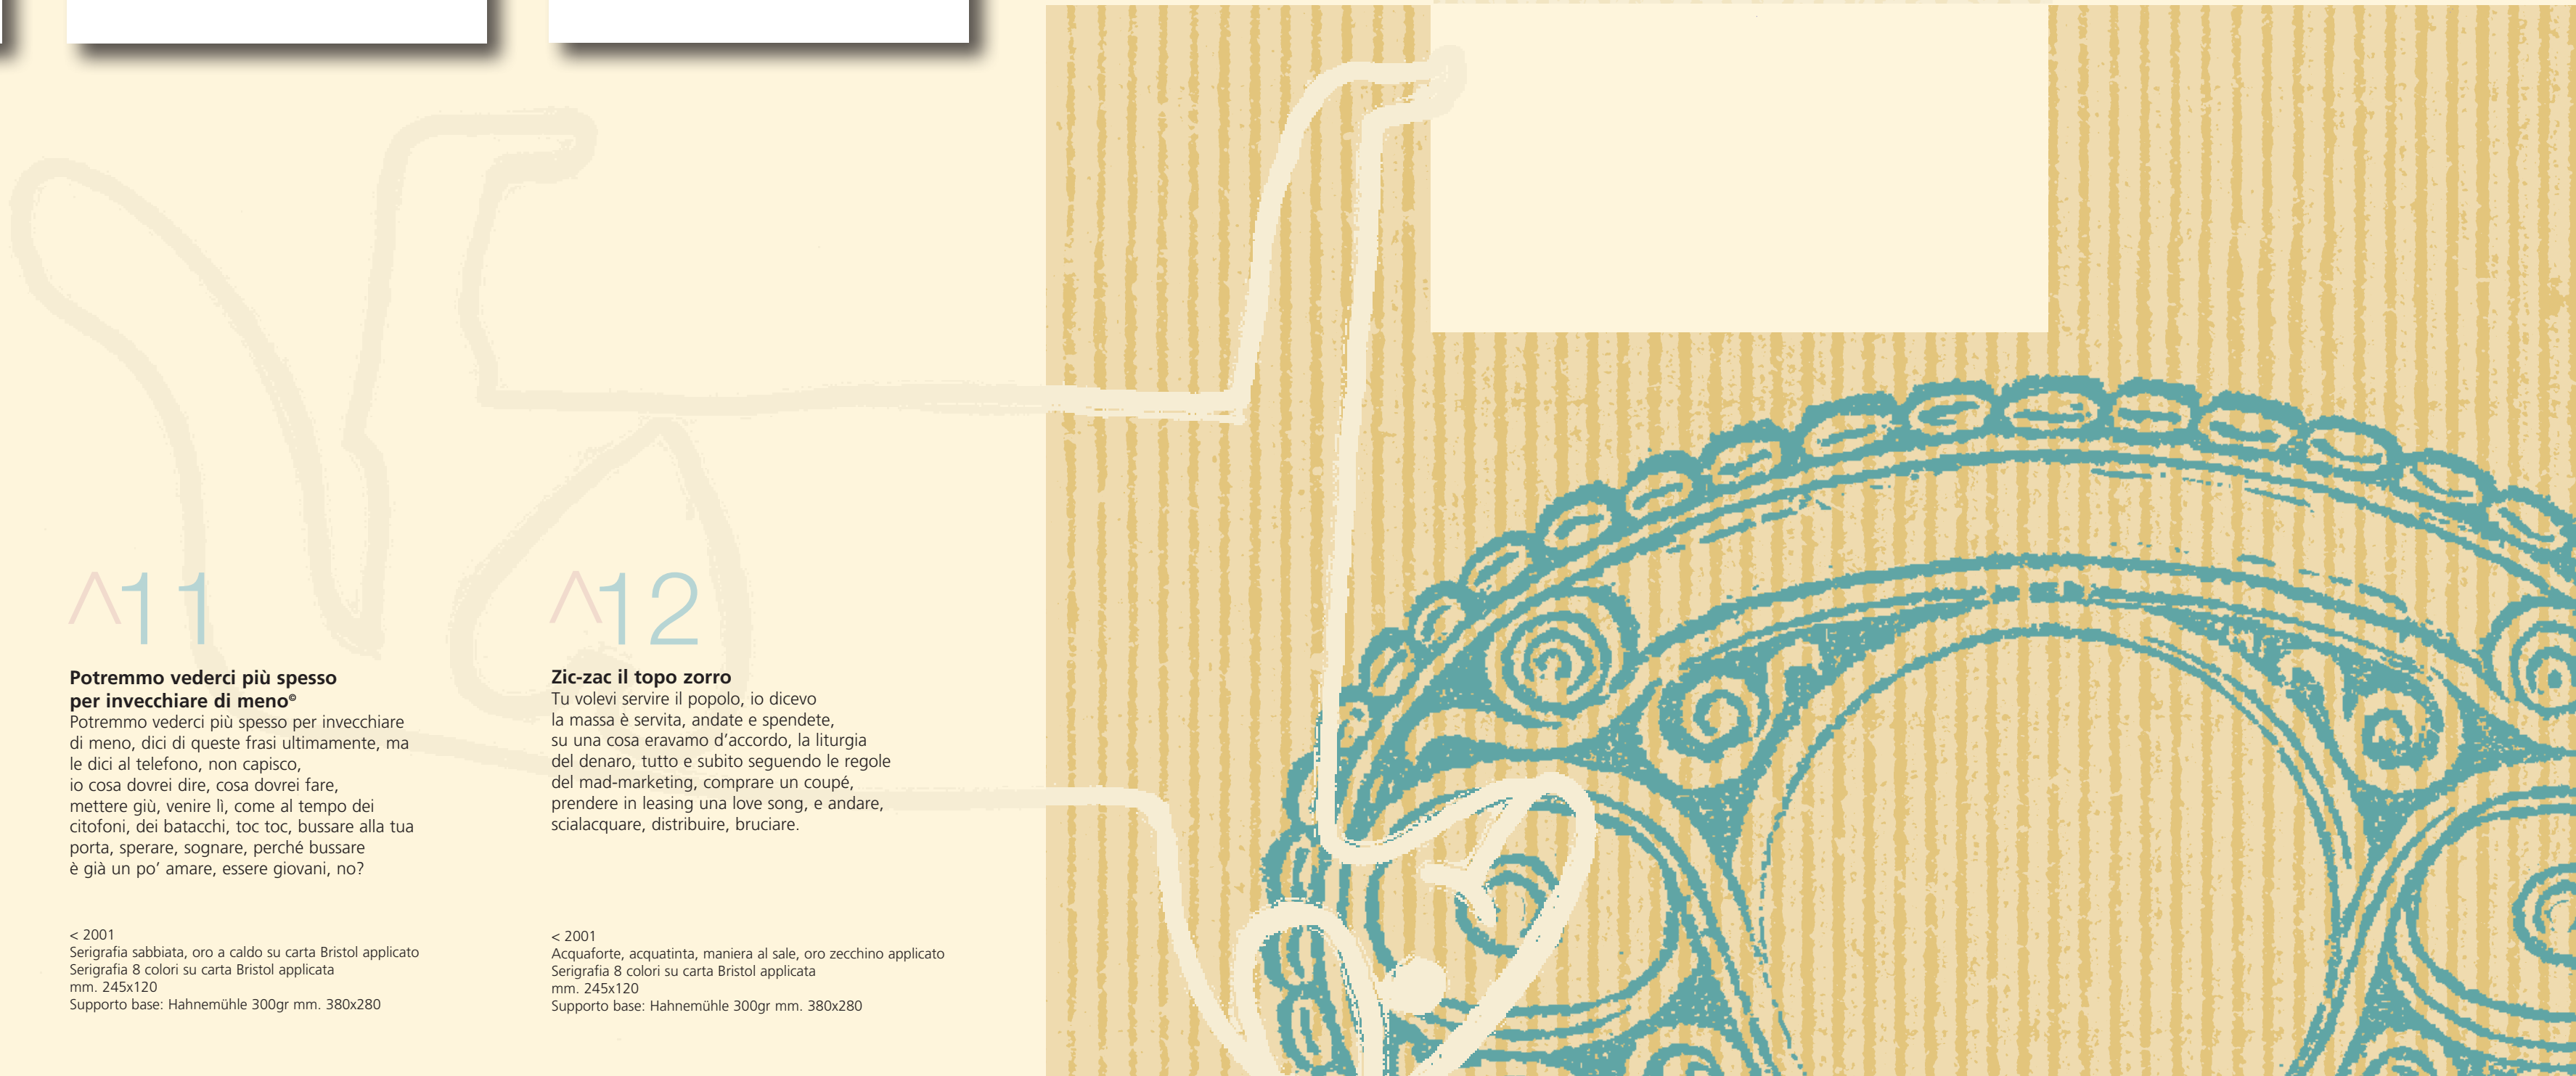 ^11
Potremmo vederci più spesso
per invecchiare di meno©
Potremmo vederci più spesso per invecchiare
di meno, dici di queste frasi ultimamente, ma
le dici al telefono, non capisco,
io cosa dovrei dire, cosa dovrei fare,
mettere giù, venire lì, come al tempo dei
citofoni, dei batacchi, toc toc, bussare alla tua
porta, sperare, sognare, perché bussare
è già un po’ amare, essere giovani, no?
< 2001
Serigrafia sabbiata, oro a caldo su carta Bristol applicato
Serigrafia 8 colori su carta Bristol applicata
mm. 245x120
Supporto base: Hahnemühle 300gr mm. 380x280
^12
Zic-zac il topo zorro
Tu volevi servire il popolo, io dicevo
la massa è servita, andate e spendete,
su una cosa eravamo d’accordo, la liturgia
del denaro, tutto e subito seguendo le regole
del mad-marketing, comprare un coupé,
prendere in leasing una love song, e andare,
scialacquare, distribuire, bruciare.
< 2001
Acquaforte, acquatinta, maniera al sale, oro zecchino applicato
Serigrafia 8 colori su carta Bristol applicata
mm. 245x120
Supporto base: Hahnemühle 300gr mm. 380x280